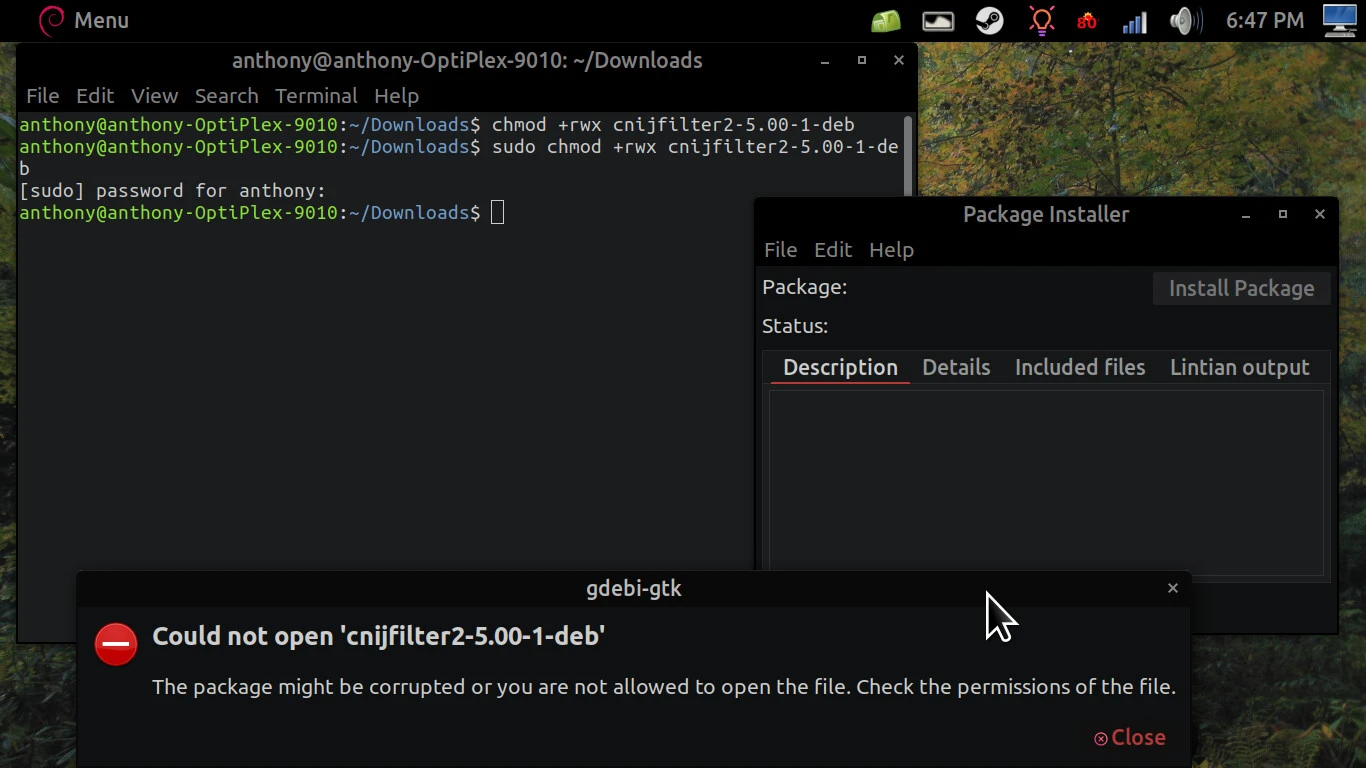 Menu
80
6:47 PM
anthony@anthony-OptiPlex-9010: ~/Downloads
File Edit View Search Terminal Help
anthony@anthony-OptiPlex-9010:~/Downloads$ chmod +rwx cnijfilter2-5.00-1-deb
anthony@anthony-OptiPlex-9010:~/Downloads$ sudo chmod +rwx cnijfilter2-5.00-1-de
b
[sudo] password for anthony:
anthony@anthony-OptiPlex-9010:~/Downloads$
Package Installer
File Edit Help
Package:
Install Package
Status:
Description Details Included files Lintian output
gdebi-gtk
Could not open 'cnijfilter2-5.00-1-deb'
The package might be corrupted or you are not allowed to open the file. Check the permissions of the file.
Close